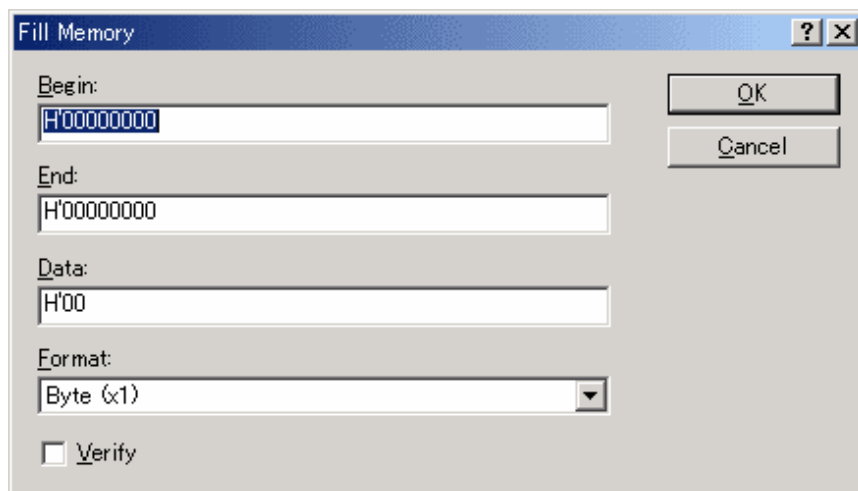 Fill Memory
Begin:
H'00000000
OK
Cancel
End:
H'00000000
Data:
H'00
Format:
Byte (x1)
Verify